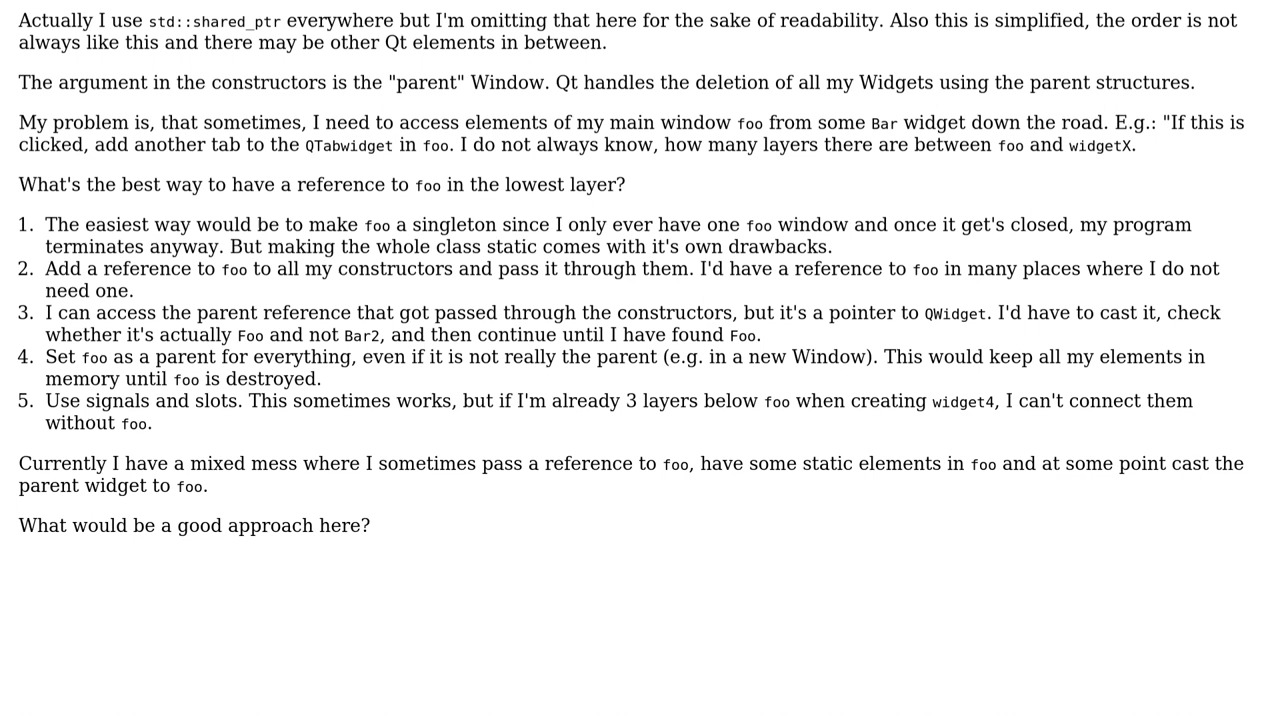 Actually I use std::shared_ptr everywhere but I'm omitting that here for the sake of readability. Also this is simplified, the order is not
always like this and there may be other Qt elements in between.
The argument in the constructors is the "parent" Window. Qt handles the deletion of all my Widgets using the parent structures.
My problem is, that sometimes, I need to access elements of my main window foo from some Bar widget down the road. E.g.: "If this is
clicked, add another tab to the QTabwidget in foo. I do not always know, how many layers there are between foo and widgetX.
What's the best way to have a reference to foo in the lowest layer?
1. The easiest way would be to make foo a singleton since I only ever have one foo window and once it get's closed, my program
terminates anyway. But making the whole class static comes with it's own drawbacks.
2. Add a reference to foo to all my constructors and pass it through them. I'd have a reference to foo in many places where I do not
need one.
3. I can access the parent reference that got passed through the constructors, but it's a pointer to QWidget. I'd have to cast it, check
whether it's actually Foo and not Bar2, and then continue until I have found Foo.
4. Set foo as a parent for everything, even if it is not really the parent (e.g. in a new Window). This would keep all my elements in
memory until foo is destroyed.
5. Use signals and slots. This sometimes works, but if I'm already 3 layers below foo when creating widget4, I can't connect them
without foo.
Currently I have a mixed mess where I sometimes pass a reference to foo, have some static elements in foo and at some point cast the
parent widget to foo.
What would be a good approach here?